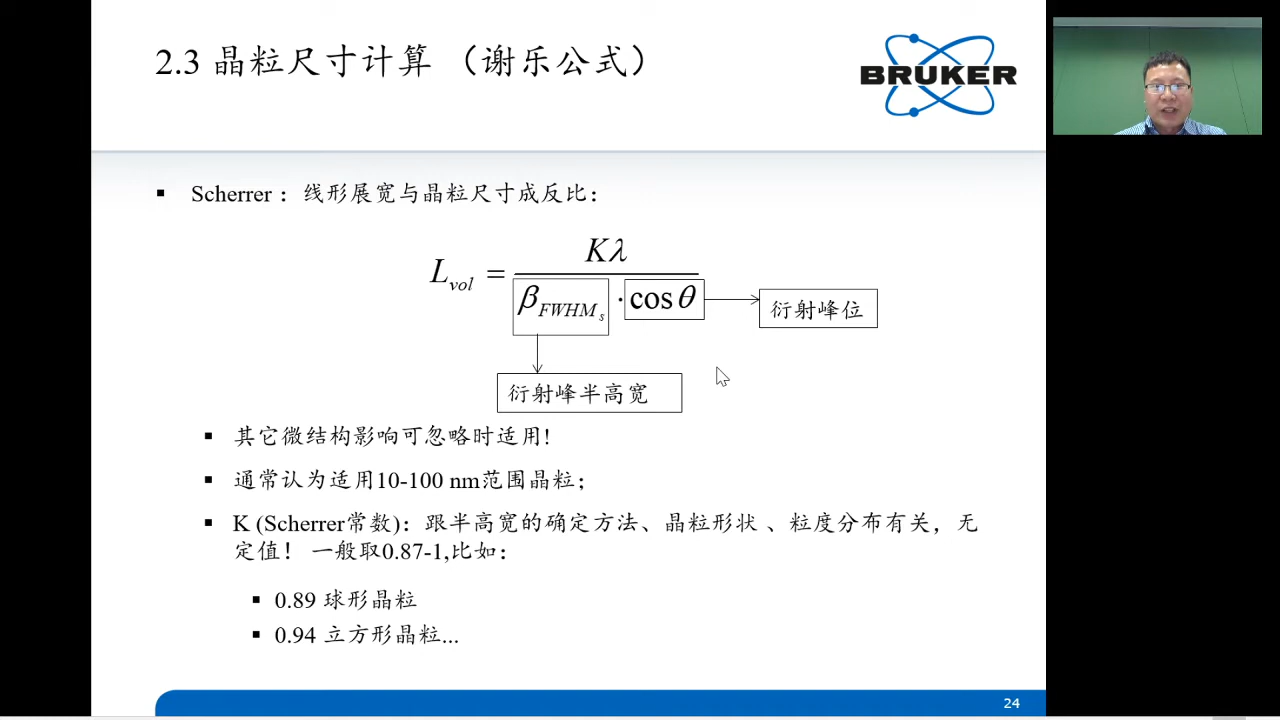 2.3 晶粒尺寸计算 （谢乐公式）
BRUKER
▪ Scherrer： 线形展宽与晶粒尺寸成反比：
L_vol = Kλ / (β_FWHM_s · cosθ)
衍射峰位
衍射峰半高宽
▪ 其它微结构影响可忽略时适用!
▪ 通常认为适用10-100 nm范围晶粒；
▪ K (Scherrer常数)：跟半高宽的确定方法、晶粒形状 、粒度分布有关，无
定值！ 一般取0.87-1,比如：
▪ 0.89 球形晶粒
▪ 0.94 立方形晶粒...
24